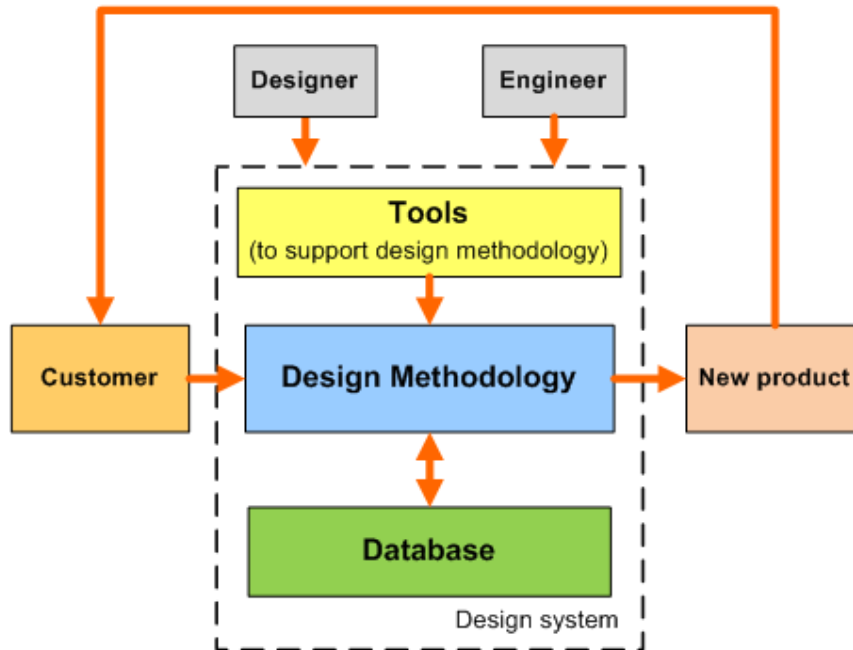 Designer
Engineer
Tools
(to support design methodology)
Customer
Design Methodology
New product
Database
Design system